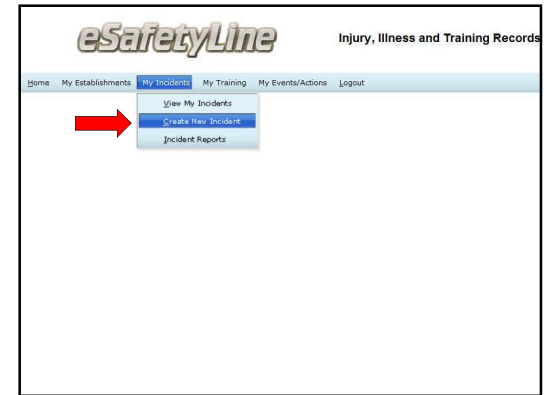 eSafetyLine
Injury, Illness and Training Records
Home My Establishments My Incidents My Training My Events/Actions Logout
View My Incidents
Create New Incident
Incident Reports